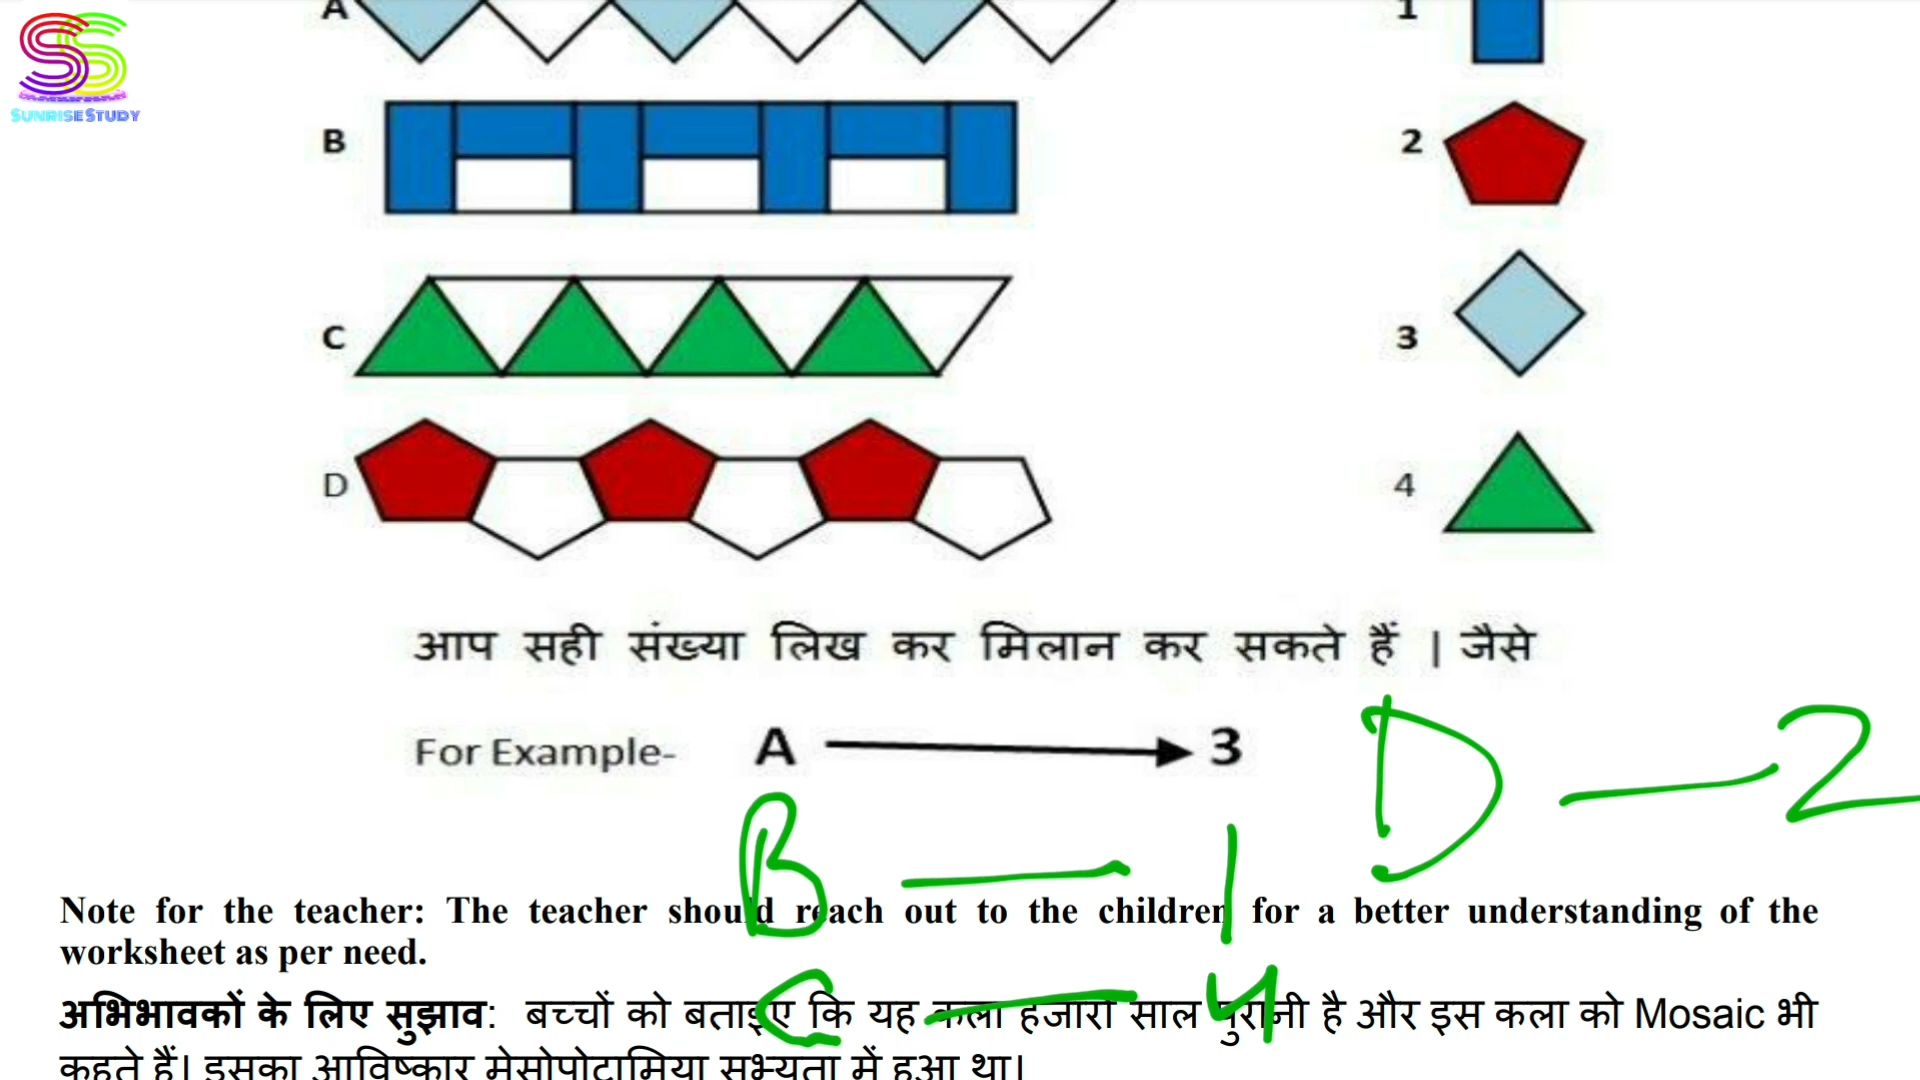 SS
SUNRISESTUDY
A 1
B 2
C 3
D 4
आप सही संख्या लिख कर मिलान कर सकते हैं | जैसे
For Example- A 3
D — 2
B — 1
Note for the teacher: The teacher should reach out to the children for a better understanding of the
worksheet as per need.
C — 4
अभिभावकों के लिए सुझाव: बच्चों को बताइए कि यह कला हजारों साल पुरानी है और इस कला को Mosaic भी
कहते हैं। इसका आविष्कार मेसोपोटामिया सभ्यता में हुआ था।